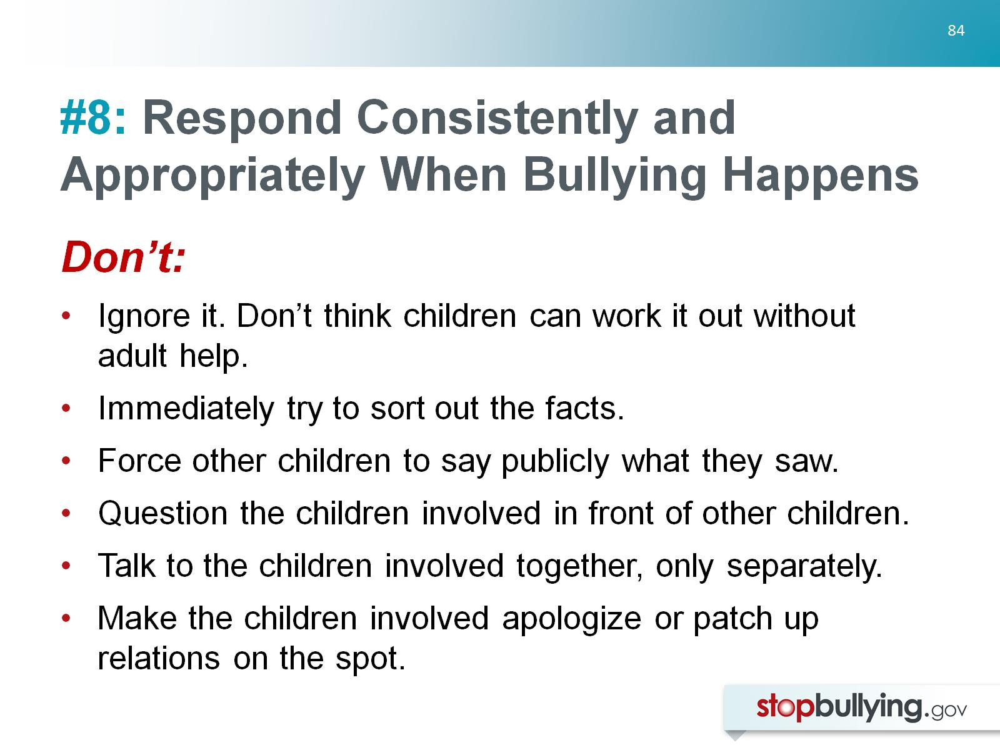 84
#8: Respond Consistently and
Appropriately When Bullying Happens
Don’t:
• Ignore it. Don’t think children can work it out without
adult help.
• Immediately try to sort out the facts.
• Force other children to say publicly what they saw.
• Question the children involved in front of other children.
• Talk to the children involved together, only separately.
• Make the children involved apologize or patch up
relations on the spot.
stopbullying.gov